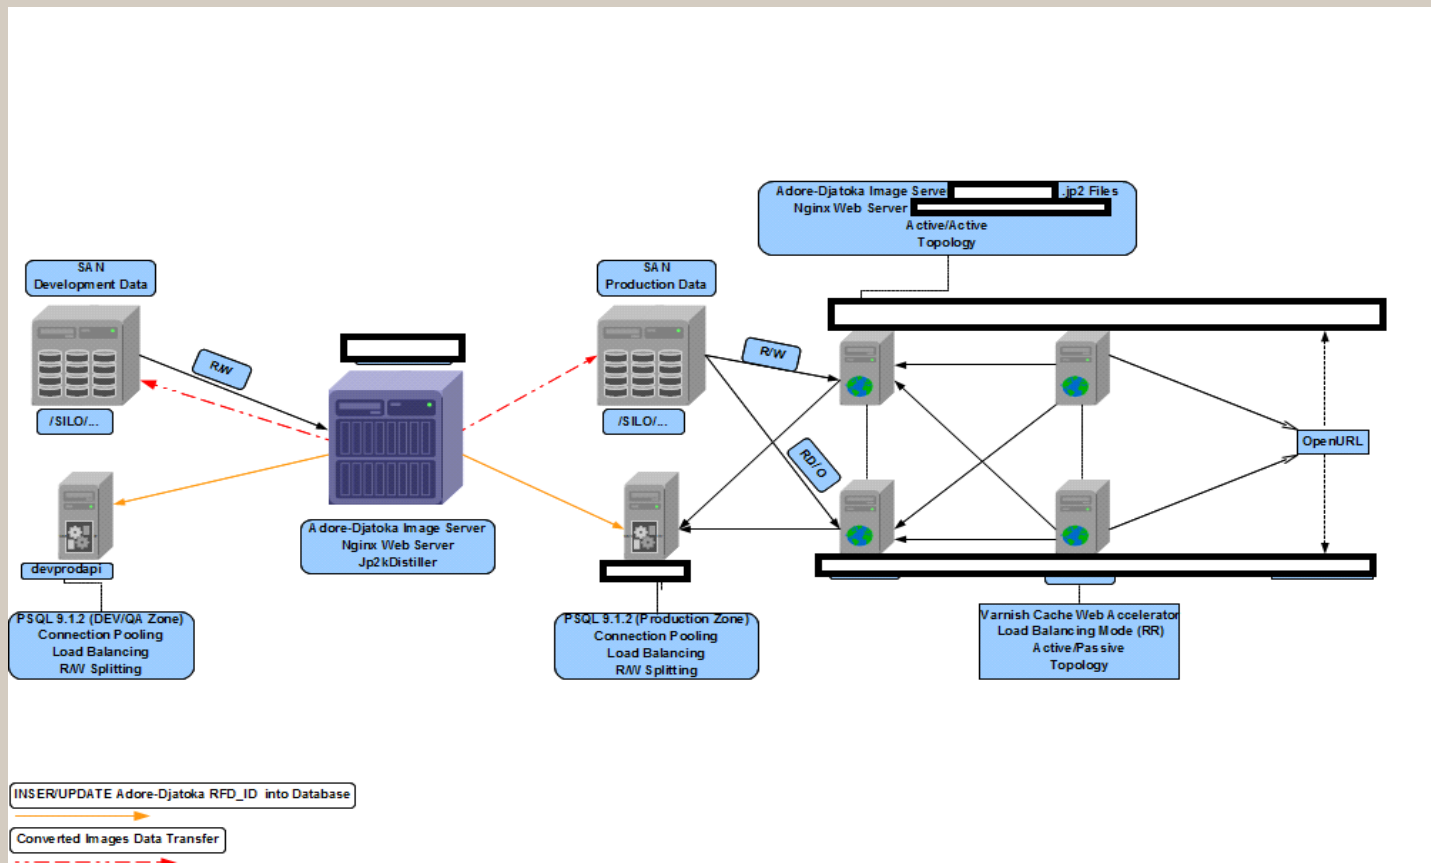 Adore-Djatoka Image Serve .jp2 Files
Nginx Web Server
Active/Active
Topology
SAN
Development Data
SAN
Production Data
R/W
R/W
/SILO/...
/SILO/...
OpenURL
RD/O
Adore-Djatoka Image Server
Nginx Web Server
Jp2kDistiller
devprodapi
PSQL 9.1.2 (DEV/QA Zone)
Connection Pooling
Load Balancing
R/W Splitting
PSQL 9.1.2 (Production Zone)
Connection Pooling
Load Balancing
R/W Splitting
Varnish Cache Web Accelerator
Load Balancing Mode (RR)
Active/Passive
Topology
INSER/UPDATE Adore-Djatoka RFD_ID into Database
Converted Images Data Transfer